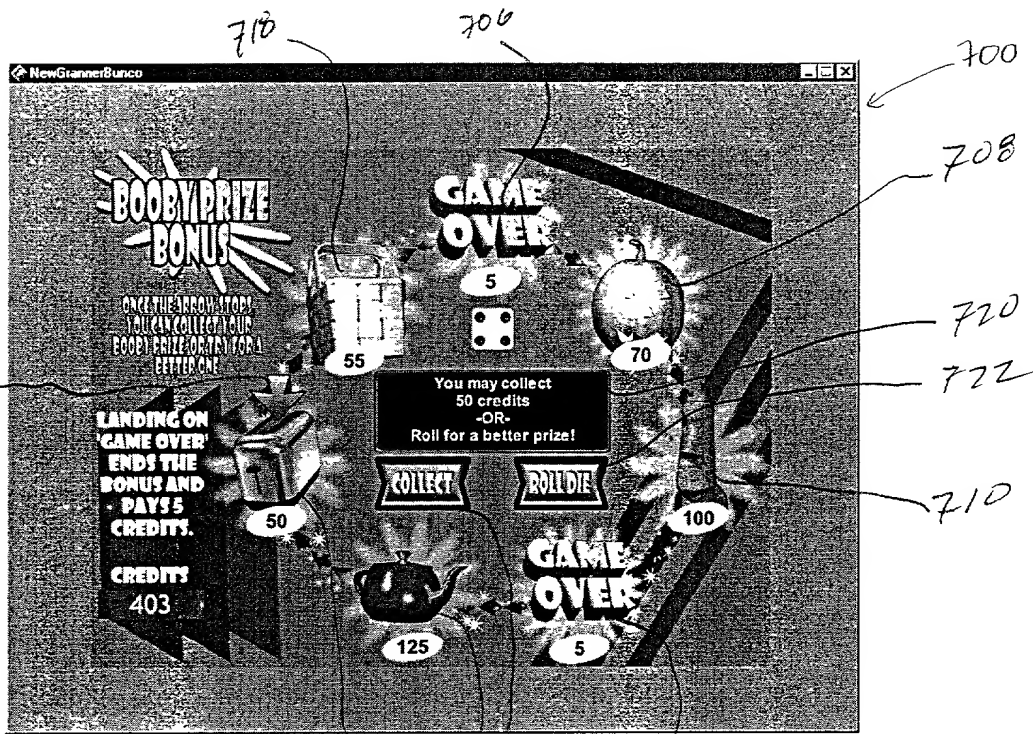 718
706
700
NewGrannerBunco
708
BOOBY PRIZE
BONUS
GAME
OVER
5
ONCE THE ARROW STOPS
YOU CAN COLLECT YOUR
BOOBY PRIZE OR TRY FOR A
BETTER ONE
55
70
720
You may collect
50 credits
-OR-
Roll for a better prize!
722
LANDING ON
'GAME OVER'
ENDS THE
BONUS AND
PAYS 5
CREDITS.
COLLECT
ROLL DIE
710
50
100
CREDITS
403
GAME
OVER
125
5